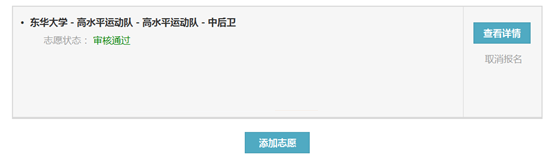 • 东华大学 - 高水平运动队 - 高水平运动队 - 中后卫
志愿状态： 审核通过
查看详情
取消报名
添加志愿